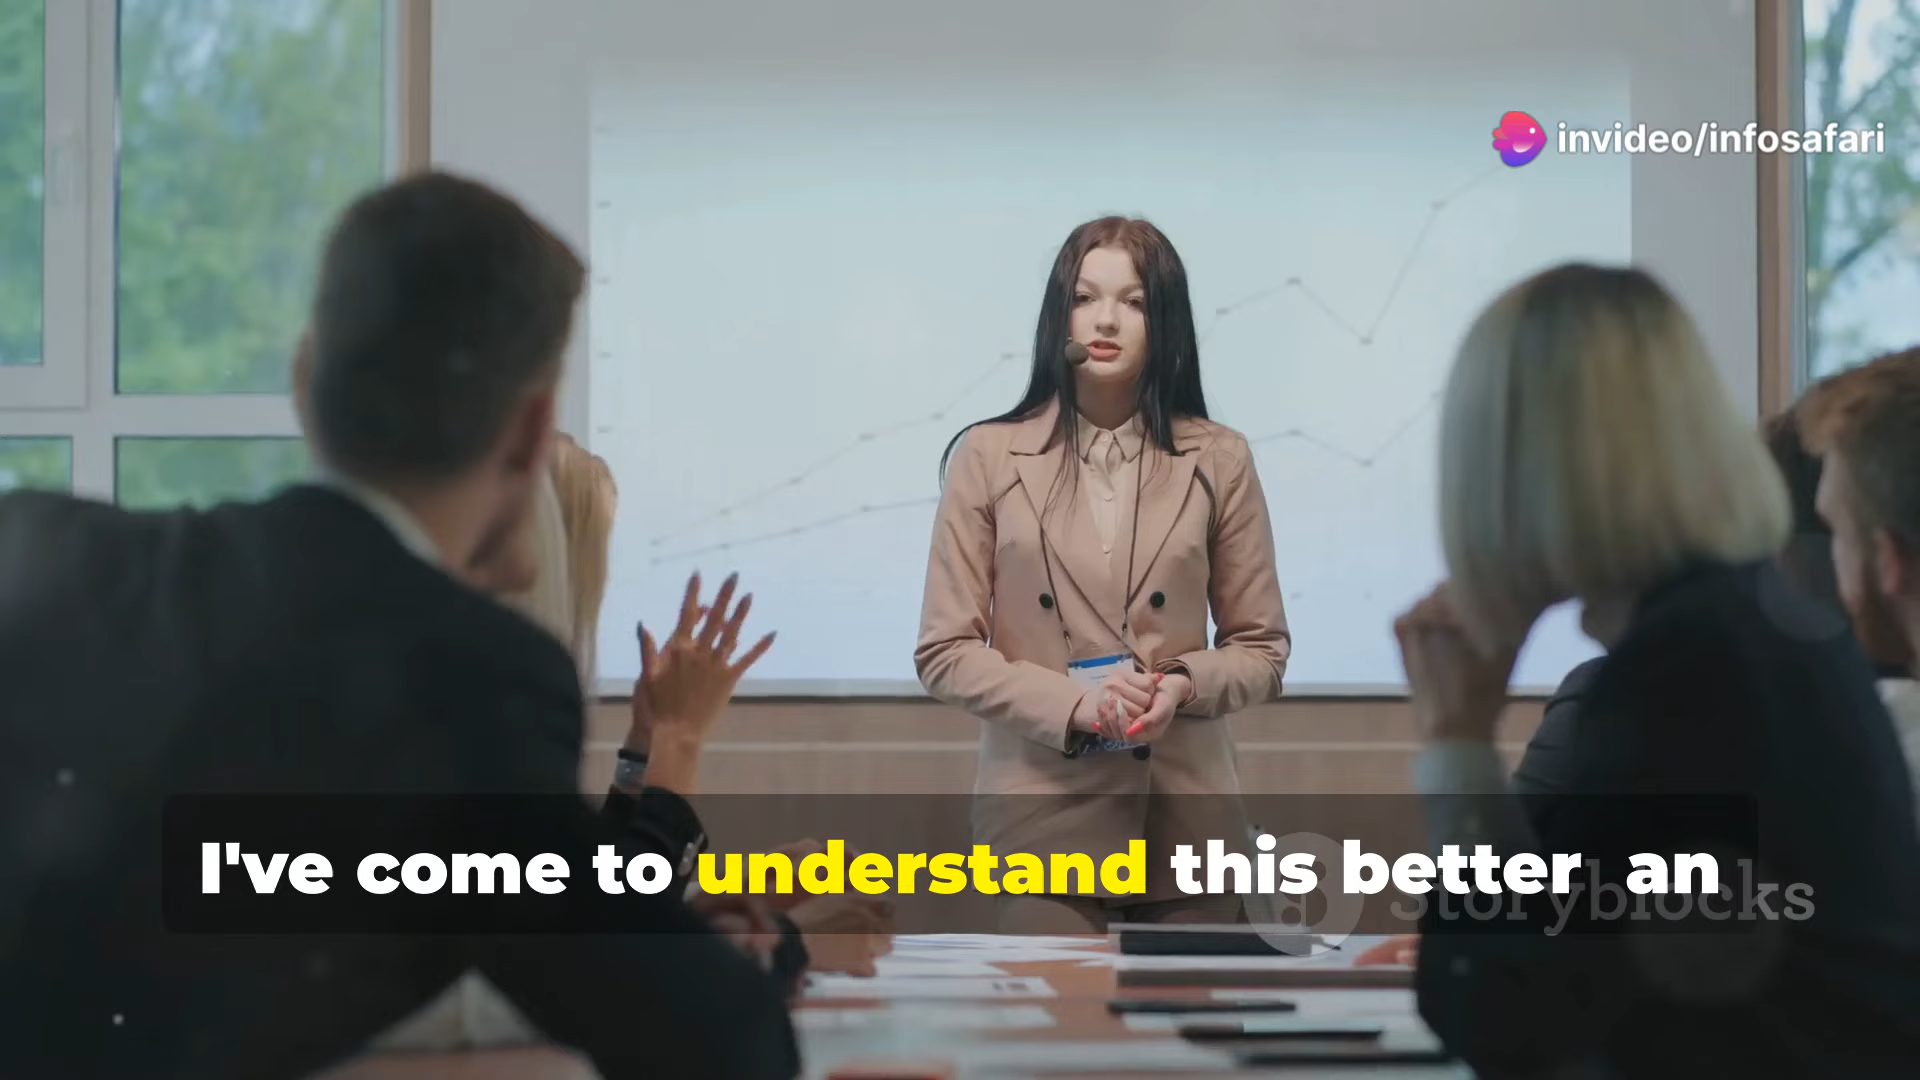 invideo/infosafari
I've come to understand this better an
Storyblocks